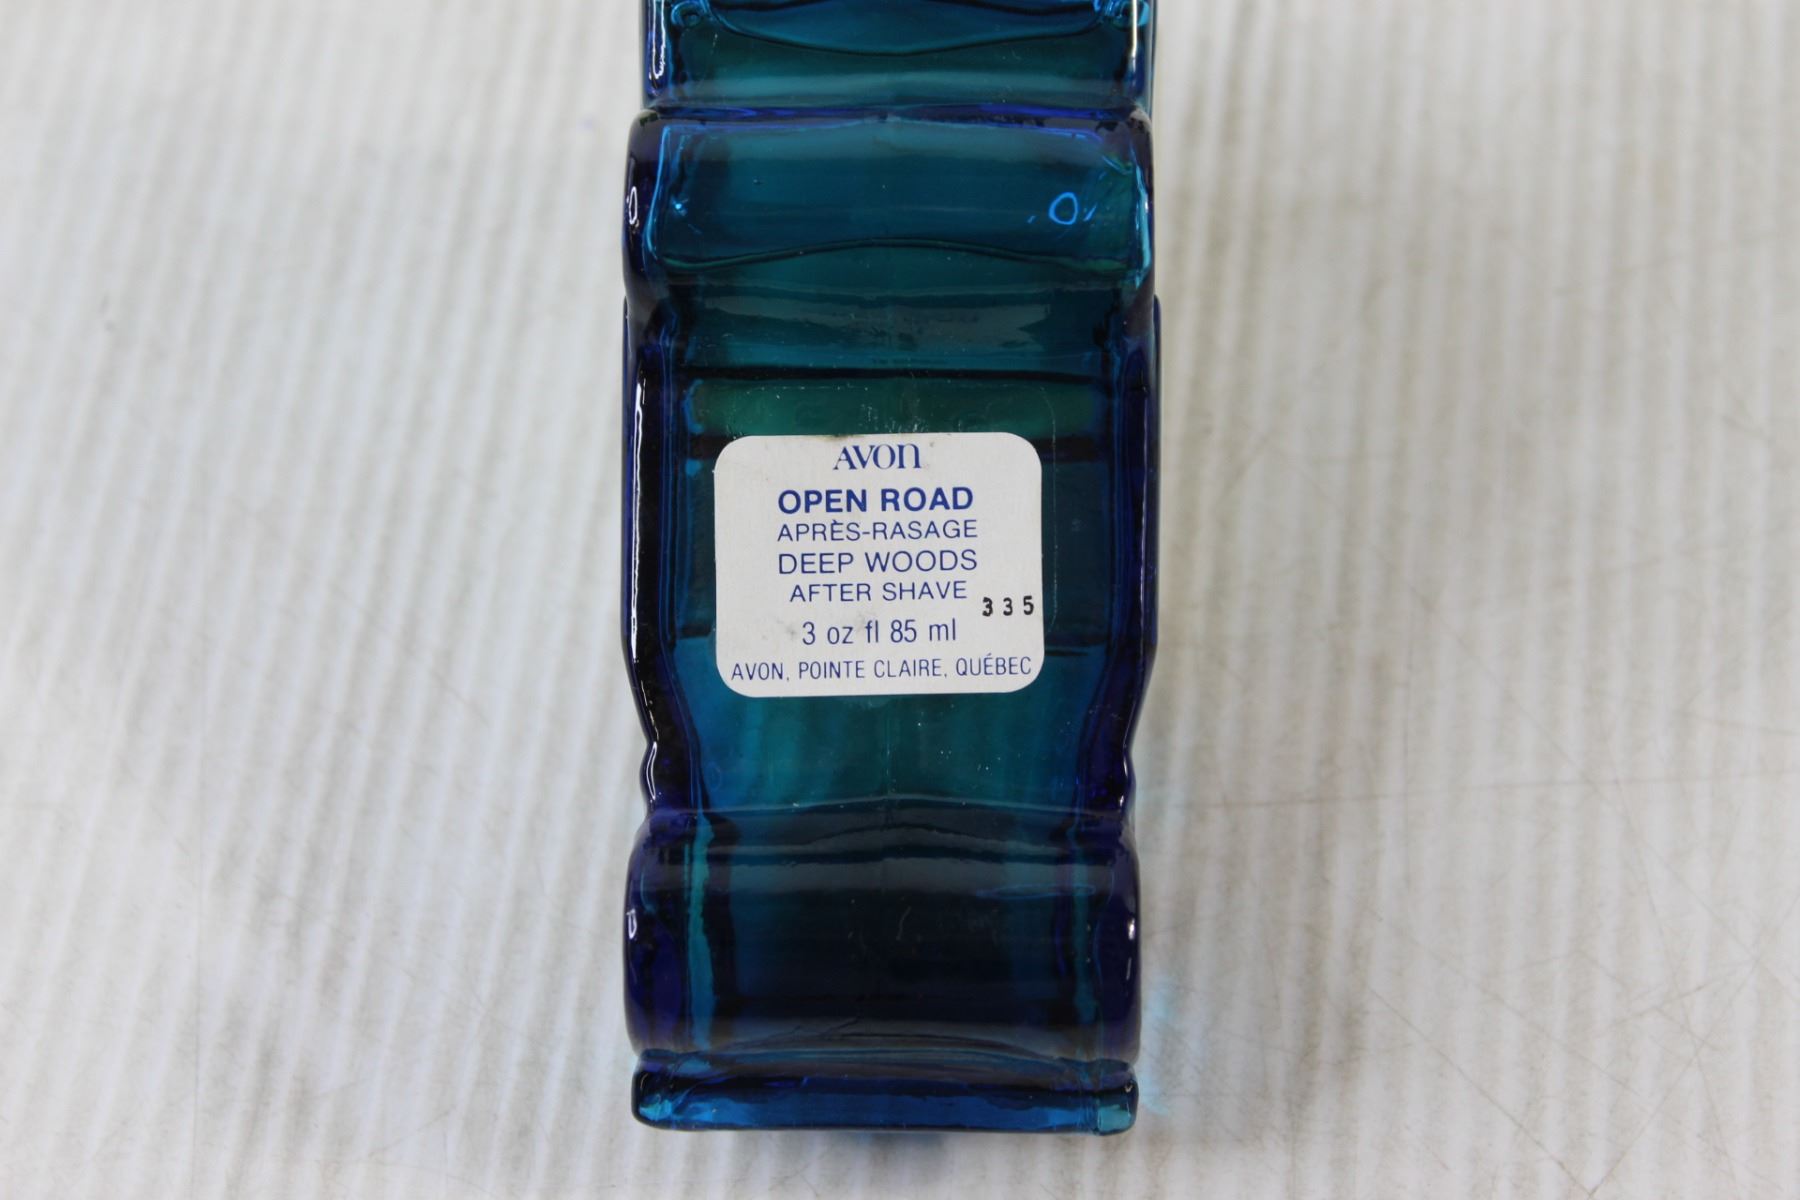 AVON
OPEN ROAD
APRÈS-RASAGE
DEEP WOODS
AFTER SHAVE
335
3 oz fl 85 ml
AVON, POINTE CLAIRE, QUÉBEC